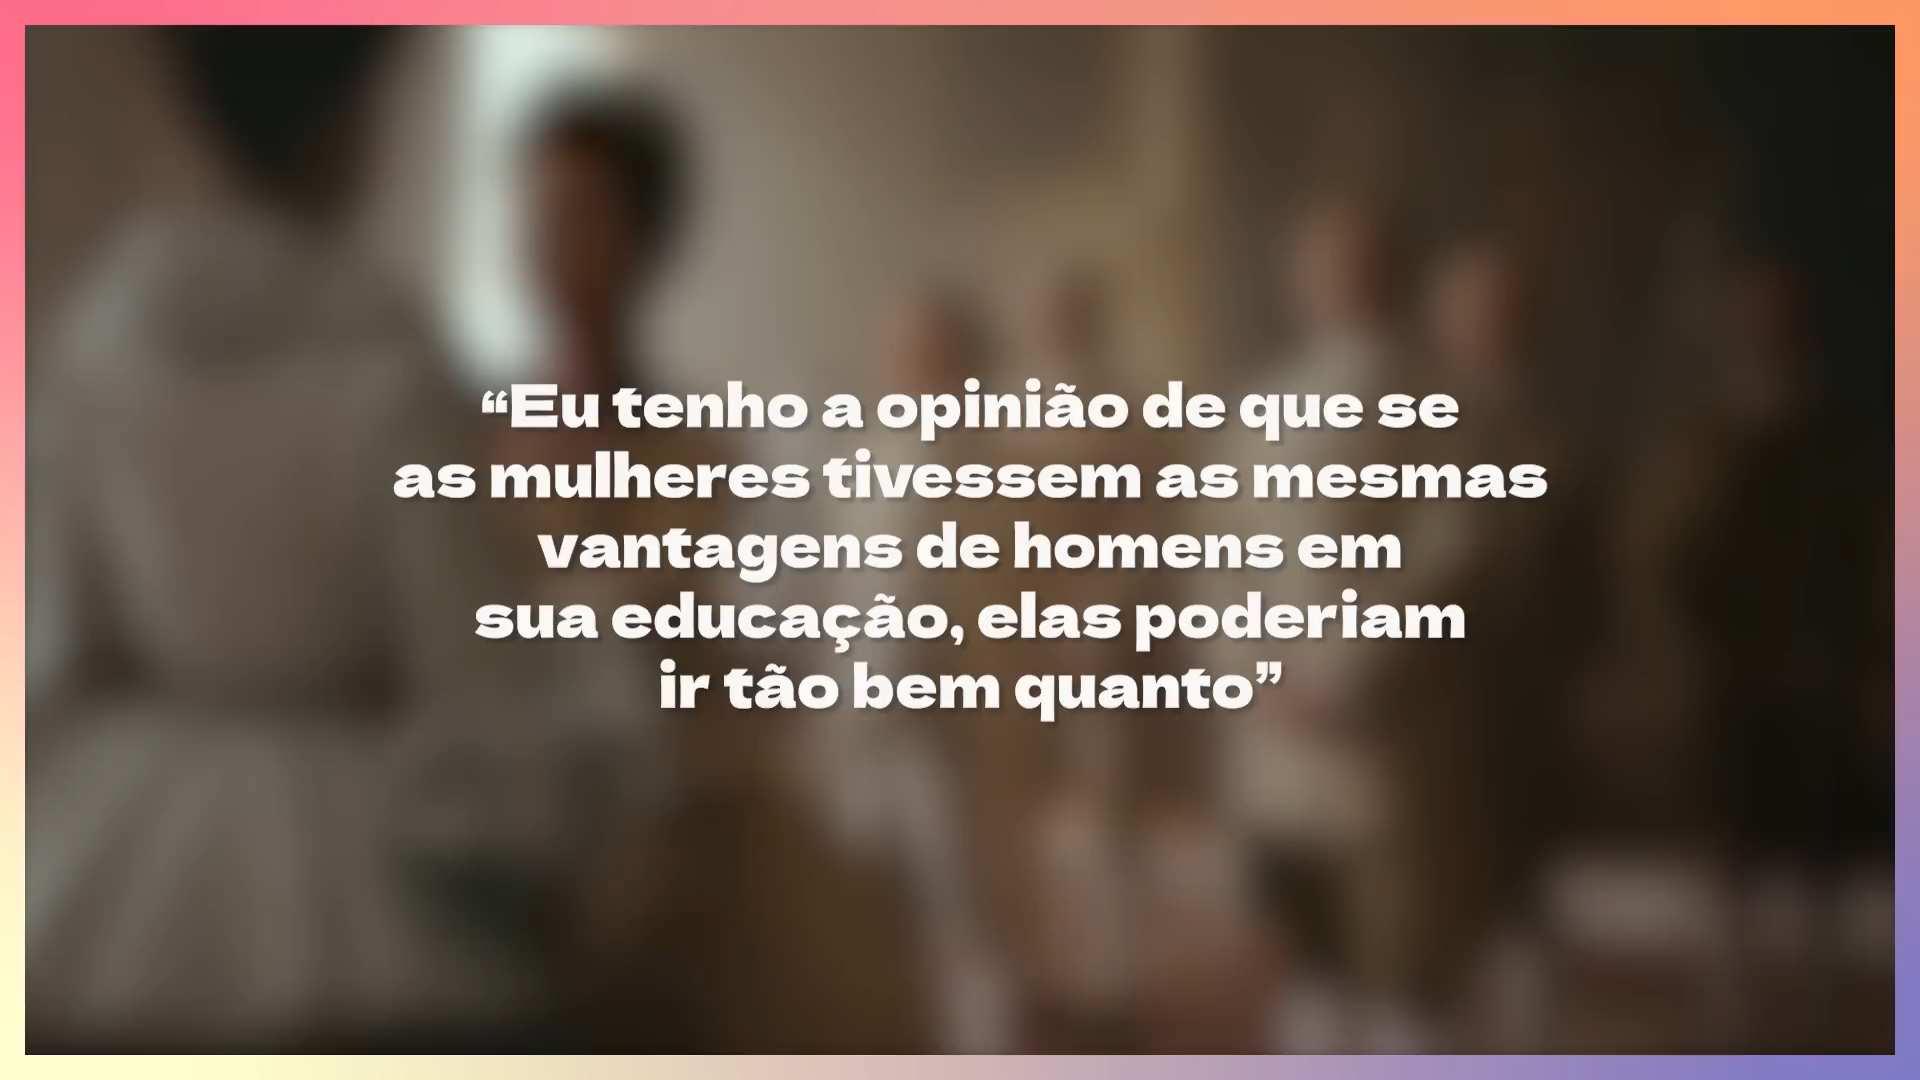 “Eu tenho a opinião de que se
as mulheres tivessem as mesmas
vantagens de homens em
sua educação, elas poderiam
ir tão bem quanto”